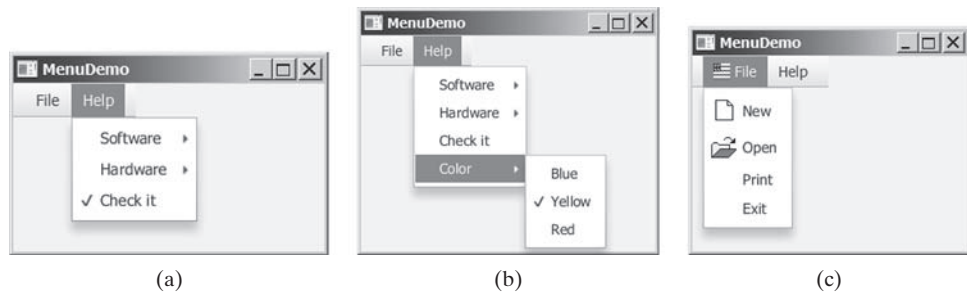 MenuDemo
File Help
Software
Hardware
✓ Check it
(a)
MenuDemo
File Help
Software
Hardware
Check it
Color
Blue
✓ Yellow
Red
(b)
MenuDemo
File Help
New
Open
Print
Exit
(c)